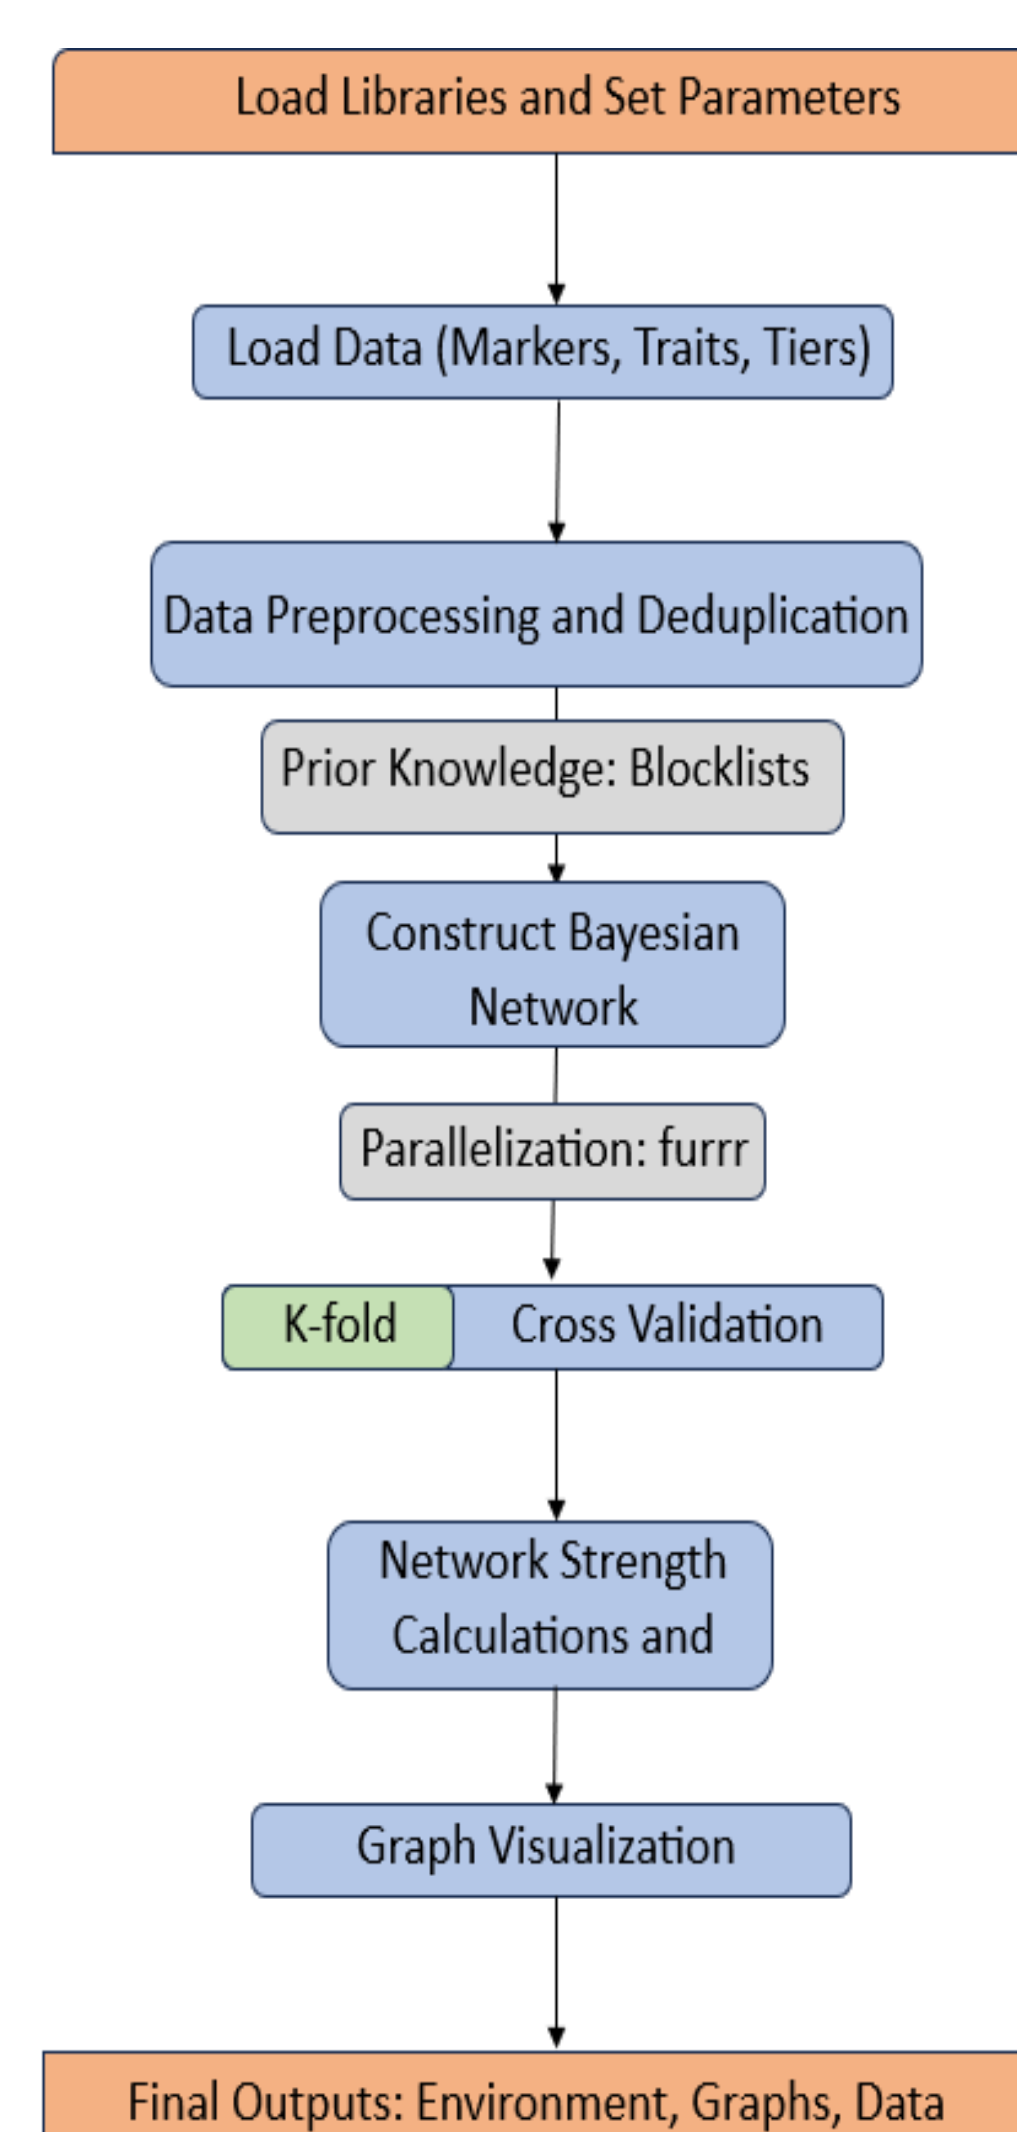 Load Libraries and Set Parameters
Load Data (Markers, Traits, Tiers)
Data Preprocessing and Deduplication
Prior Knowledge: Blocklists
Construct Bayesian
Network
Parallelization: furrr
K-fold Cross Validation
Network Strength
Calculations and
Graph Visualization
Final Outputs: Environment, Graphs, Data